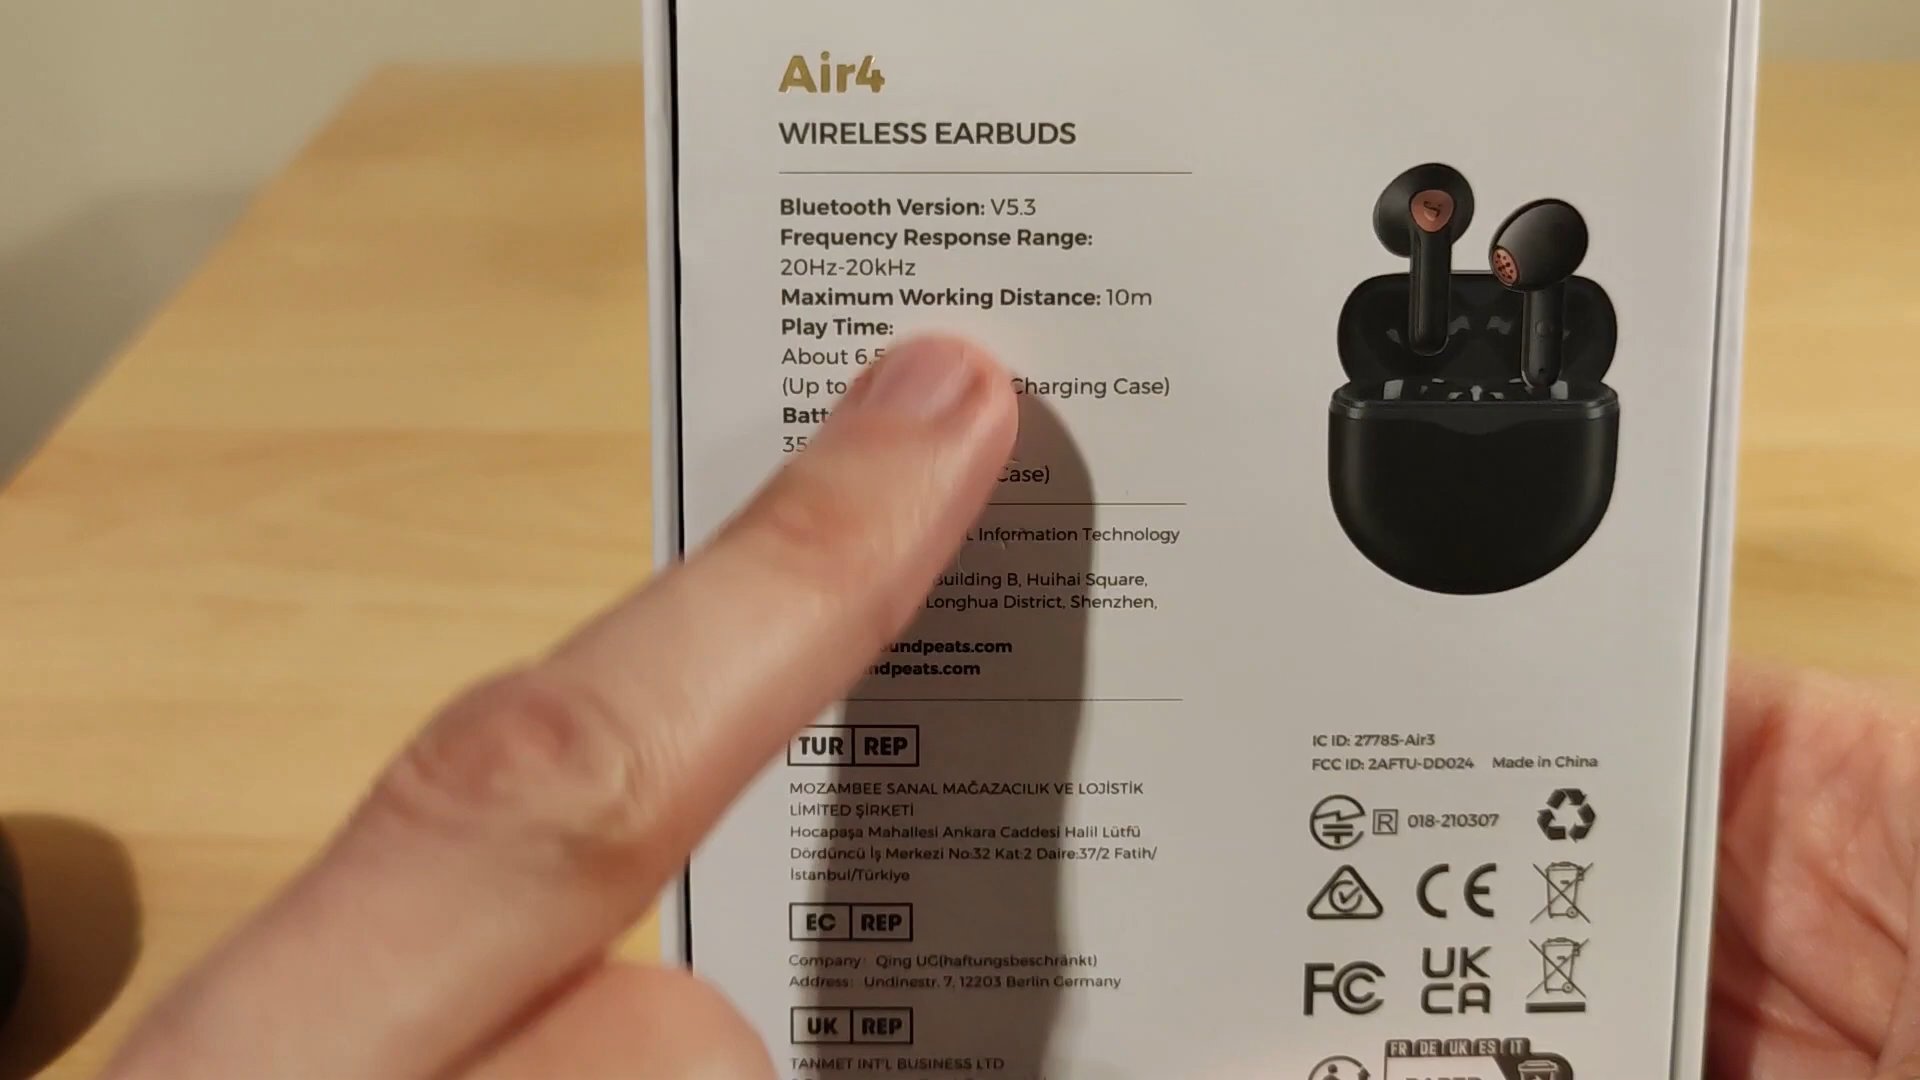 Air4
WIRELESS EARBUDS
Bluetooth Version: V5.3
Frequency Response Range:
20Hz-20kHz
Maximum Working Distance: 10m
Play Time:
About 6.5
(Up to Charging Case)
35
Case)
Information Technology
Building B, Huihai Square,
Longhua District, Shenzhen,
undpeats.com
ndpeats.com
TUR REP
MOZAMBEE SANAL MAĞAZACILIK VE LOJİSTİK
LİMİTED ŞİRKETİ
Hocapaşa Mahallesi Ankara Caddesi Halil Lütfü
Dördüncü İş Merkezi No:32 Kat:2 Daire:37/2 Fatih/
İstanbul/Türkiye
EC REP
Company: Qing UG(haftungsbeschränkt)
Address: Undinestr. 7, 12203 Berlin Germany
UK REP
TANMET INT'L BUSINESS LTD
IC ID: 27785-Air3
FCC ID: 2AFTU-DD024 Made in China
R 018-210307
CE
FC
UK
CA
FR DE UK ES IT